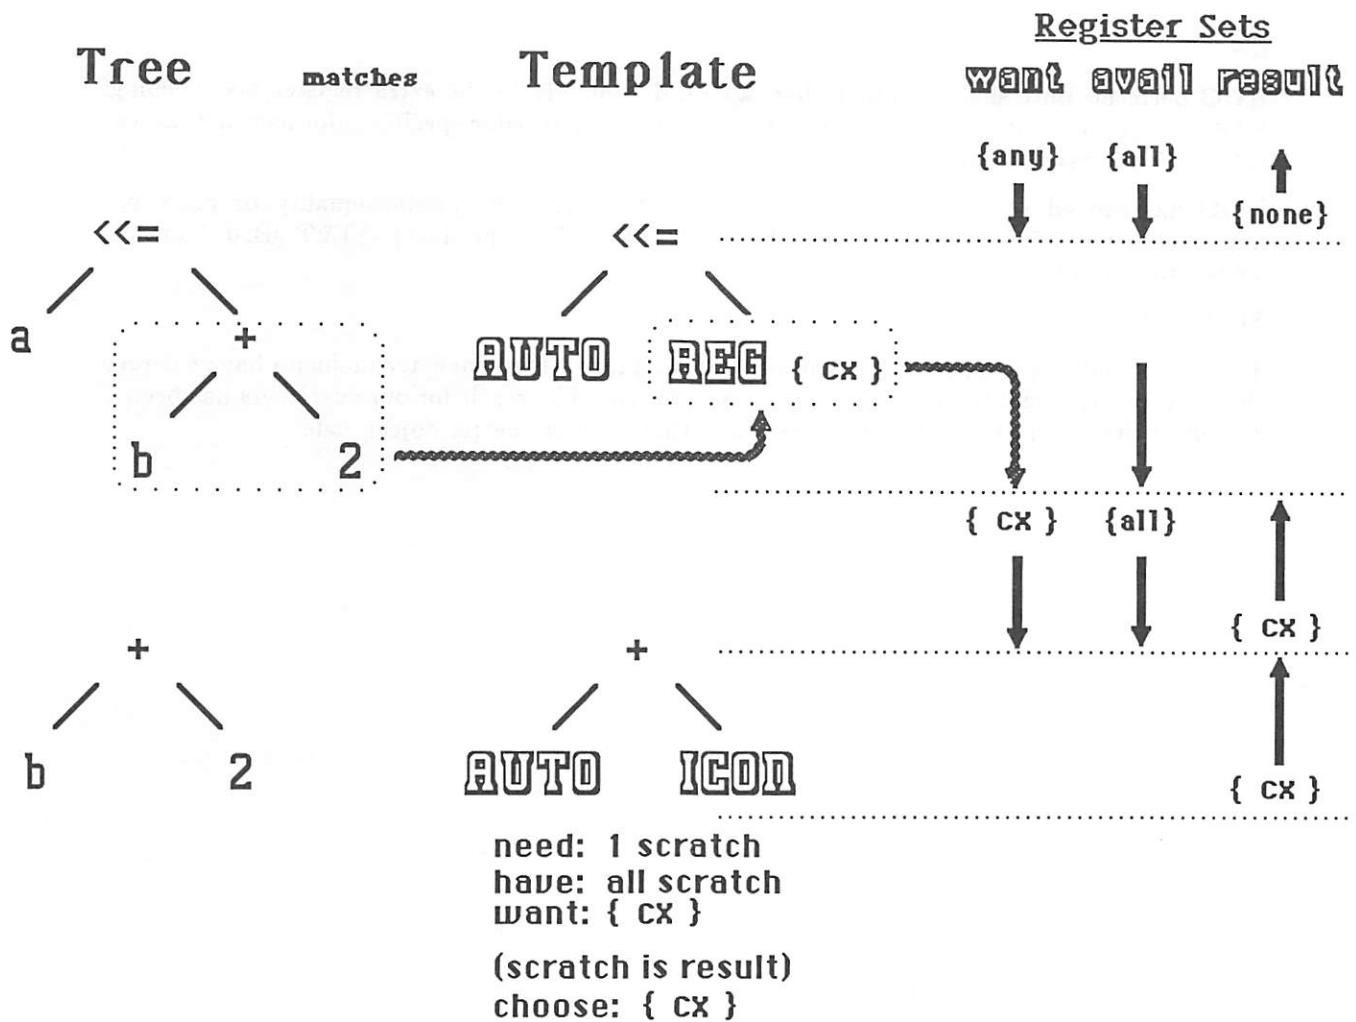 Register Sets
Tree matches Template
want avail result
{any} {all}
{none}
<<= <<=
a + AUTO REG { CX }
b 2
{ CX } {all}
{ CX }
+ +
b 2 AUTO ICON
{ CX }
need: 1 scratch
have: all scratch
want: { CX }
(scratch is result)
choose: { CX }